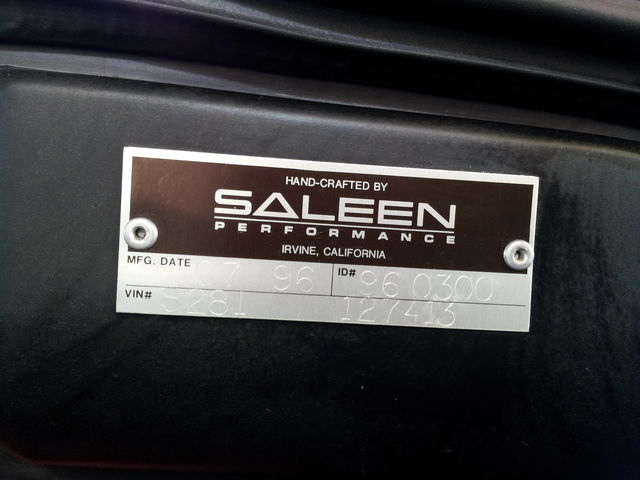 HAND-CRAFTED BY
SALEEN
PERFORMANCE
IRVINE, CALIFORNIA
MFG. DATE 07 96 ID# 96 0300
VIN# S281 127413